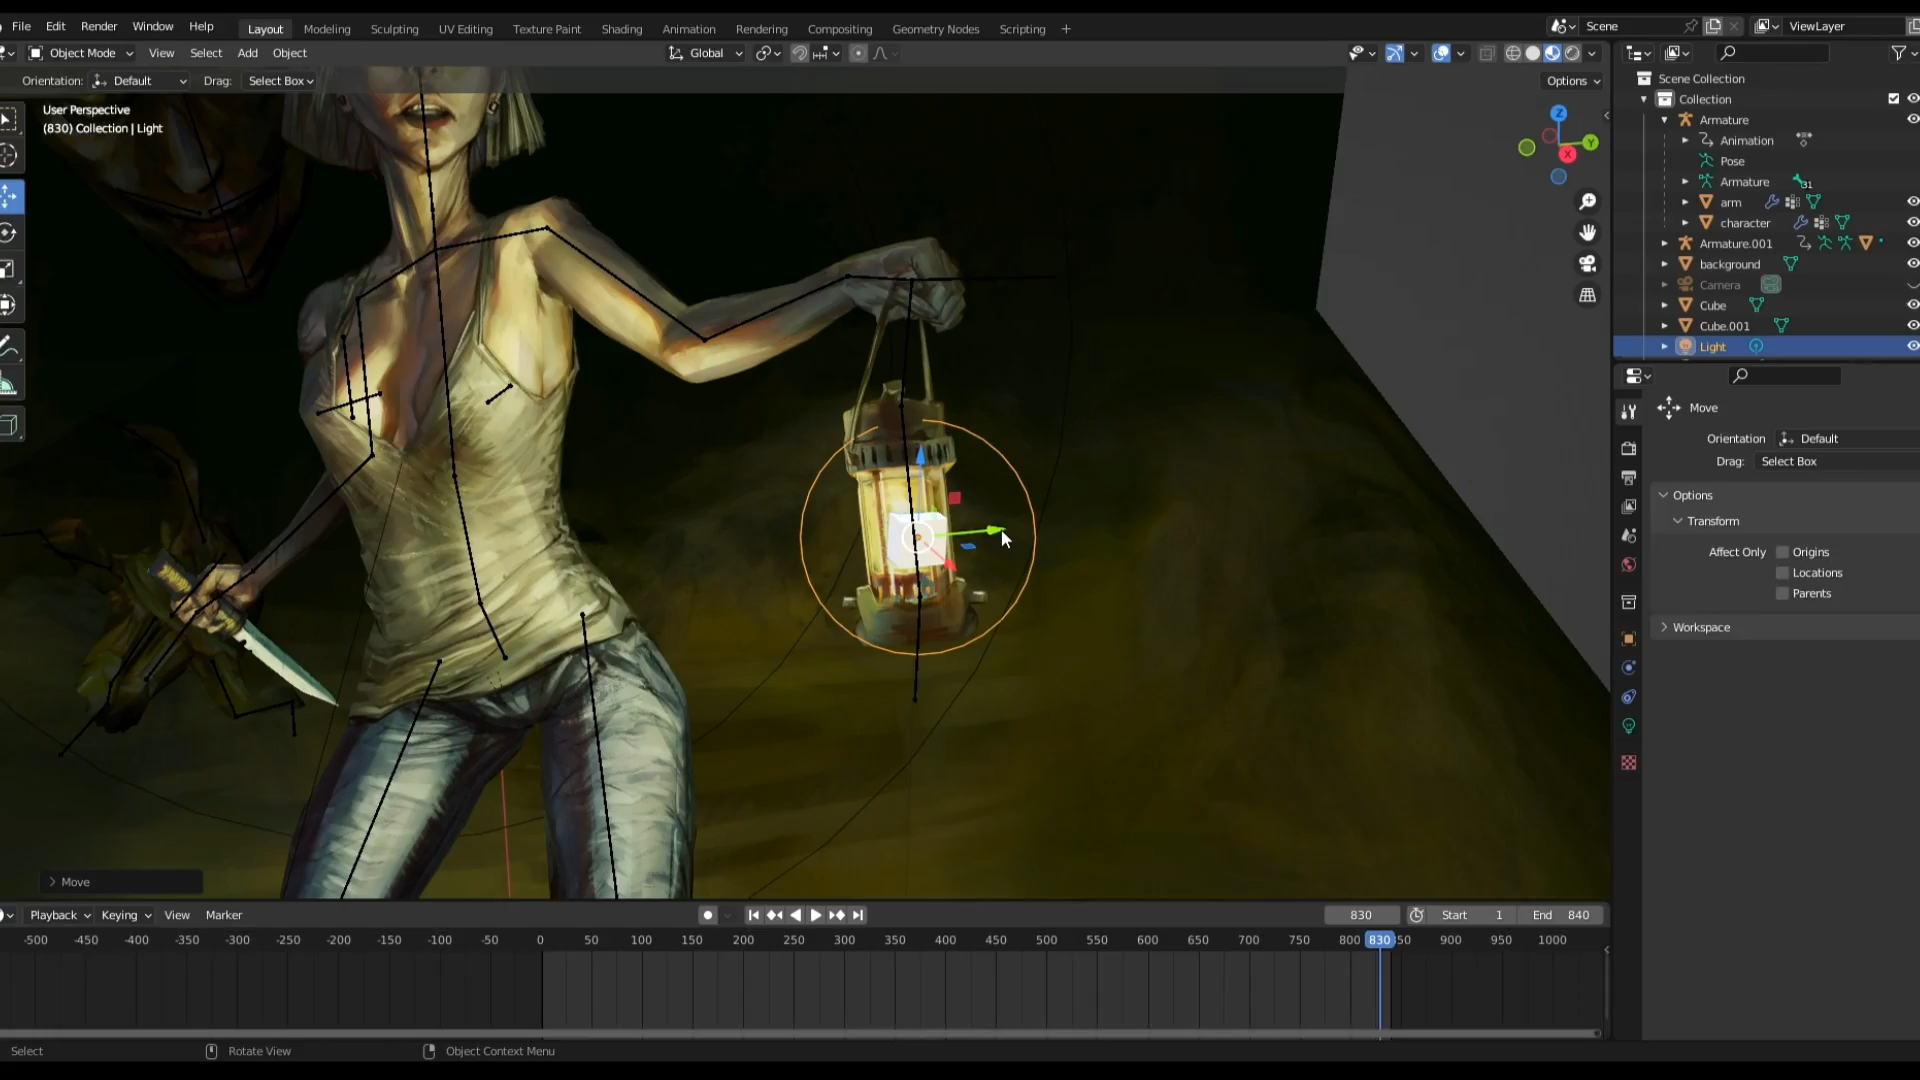 File Edit Render Window Help Layout Modeling Sculpting UV Editing Texture Paint Shading Animation Rendering Compositing Geometry Nodes Scripting + Scene ViewLayer
Object Mode View Select Add Object Global
Orientation: Default Drag: Select Box Options
User Perspective
(830) Collection | Light
Z
Y
X
Scene Collection
Collection
Armature
Animation
Pose
Armature 31
arm
character
Armature.001
background
Camera
Cube
Cube.001
Light
Move
Orientation Default
Drag: Select Box
Options
Transform
Affect Only Origins
Locations
Parents
Workspace
Move
Playback Keying View Marker 830 Start 1 End 840
-500 -450 -400 -350 -300 -250 -200 -150 -100 -50 0 50 100 150 200 250 300 350 400 450 500 550 600 650 700 750 800 830 50 900 950 1000
Select Rotate View Object Context Menu